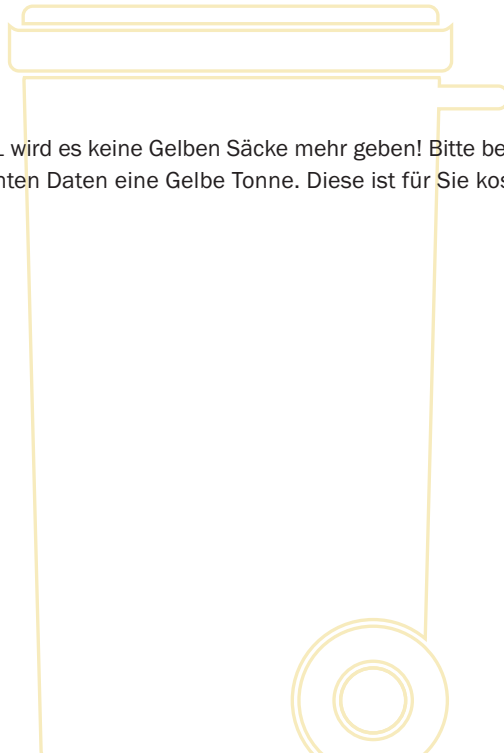 wird es keine Gelben Säcke mehr geben! Bitte be
nten Daten eine Gelbe Tonne. Diese ist für Sie kos